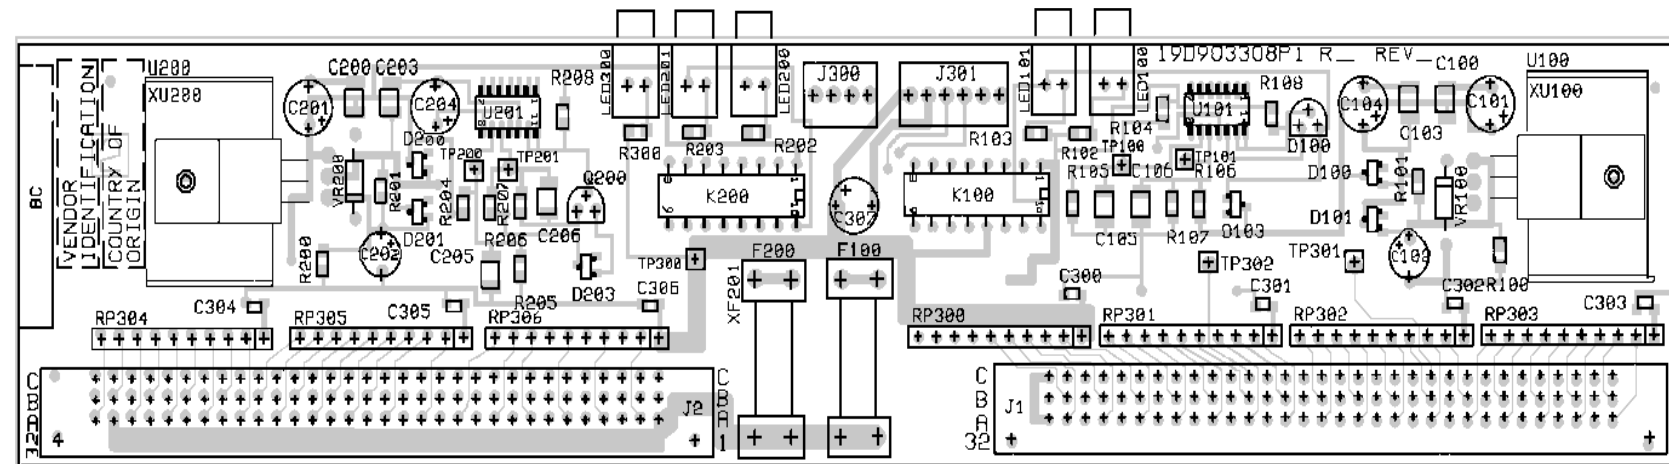 19D903308P1 R_ REV_
U200
XU200
C200
C203
C201
C204
U201
R208
LED300
LED201
LED200
J300
J301
LED101
LED100
R108
C100
U100
XU100
U101
C104
C101
C103
BC
VENDOR
IDENTIFICATION
COUNTRY OF
ORIGIN
D200
TP200
TP201
R300
R203
R202
R103
R102
R104
TP100
TP101
D100
D100
VR200
R201
R204
R207
Q200
K200
C307
K100
R105
C106
R106
R101
VR100
D201
C202
C205
R206
C206
R200
R205
D203
TP300
F200
F100
XF201
C105
R107
D103
D101
TP301
TP302
C102
R100
C304
C305
C306
C300
C301
C302
C303
RP304
RP305
RP306
RP300
RP301
RP302
RP303
C
B
A
32
4
J2
C
B
A
1
C
B
A
32
J1